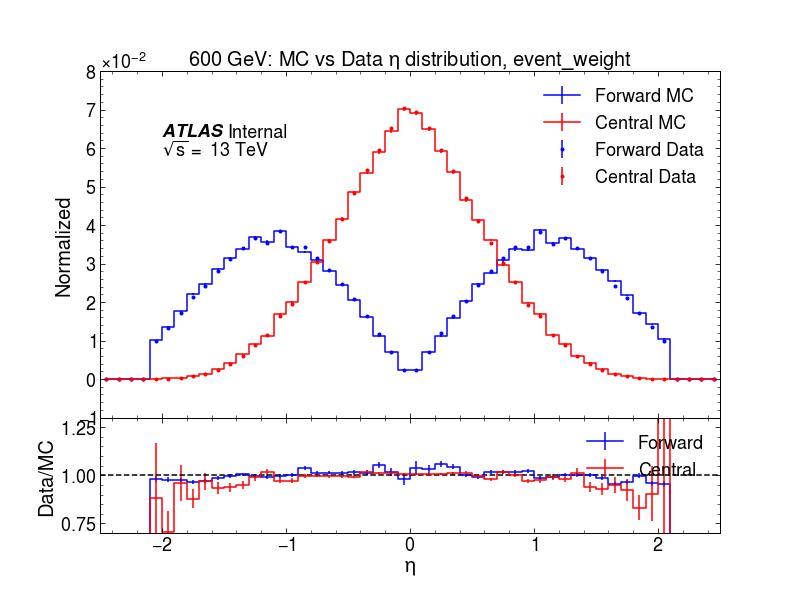 ×10⁻²
600 GeV: MC vs Data η distribution, event_weight
8
7
6
5
4
3
2
1
0
−1
Normalized
ATLAS Internal
√s = 13 TeV
Forward MC
Central MC
Forward Data
Central Data
1.25
1.00
0.75
Data/MC
Forward
Central
−2
−1
0
1
2
η